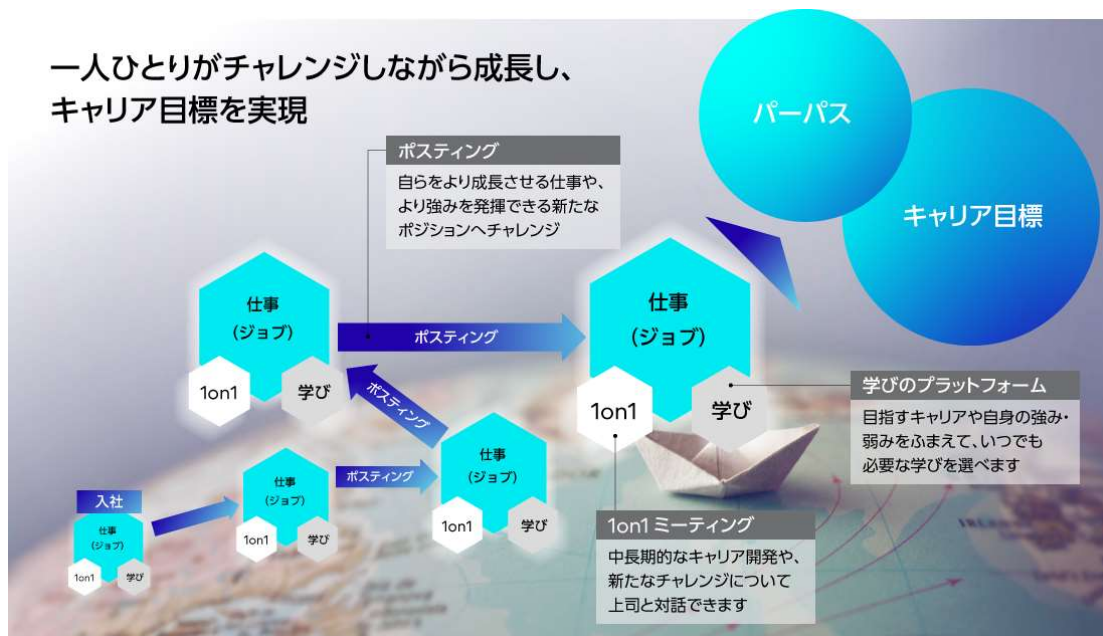 一人ひとりがチャレンジしながら成長し、
キャリア目標を実現
パーパス
キャリア目標
ポスティング
自らをより成長させる仕事や、
より強みを発揮できる新たな
ポジションへチャレンジ
仕事
(ジョブ)
1on1
学び
ポスティング
仕事
(ジョブ)
1on1
学び
ポスティング
学びのプラットフォーム
目指すキャリアや自身の強み・
弱みをふまえて、いつでも
必要な学びを選べます
入社
仕事
(ジョブ)
1on1
学び
仕事
(ジョブ)
1on1
学び
ポスティング
仕事
(ジョブ)
1on1
学び
1on1 ミーティング
中長期的なキャリア開発や、
新たなチャレンジについて
上司と対話できます